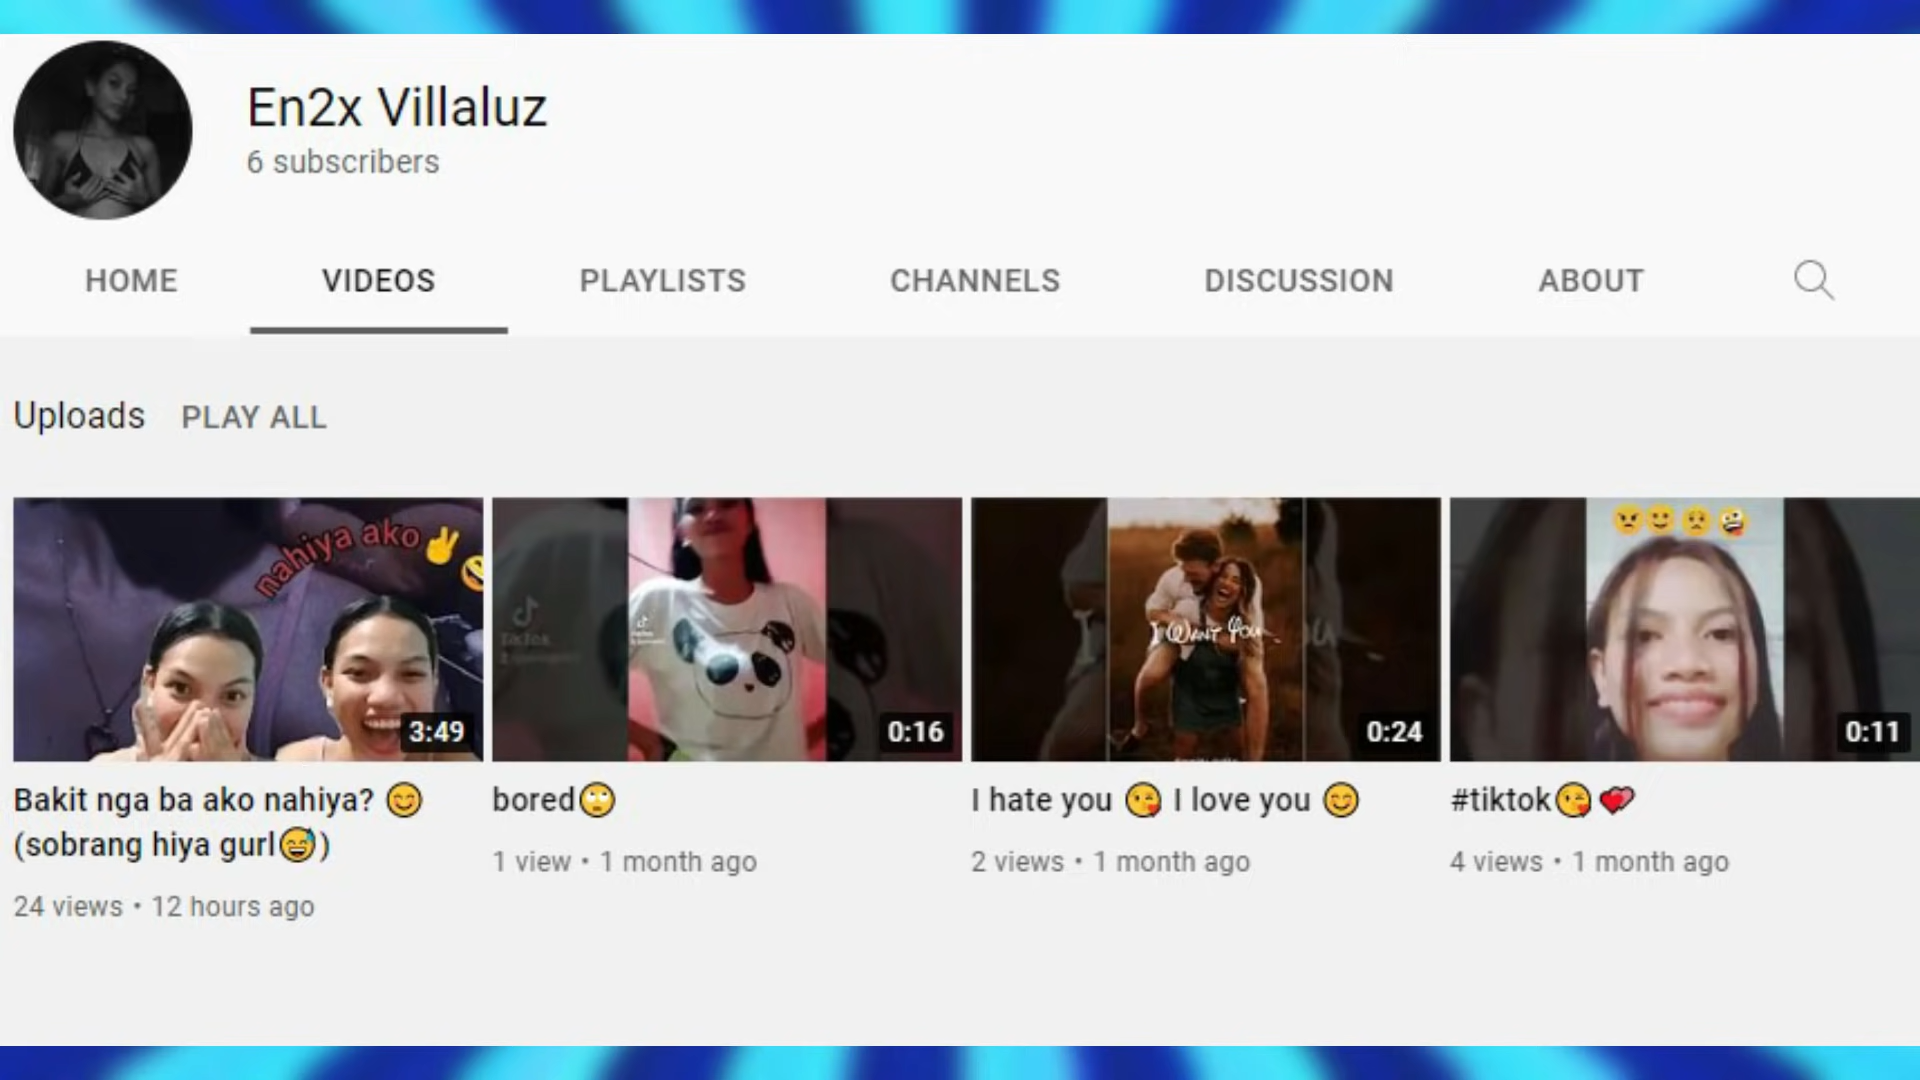 En2x Villaluz
6 subscribers
HOME VIDEOS PLAYLISTS CHANNELS DISCUSSION ABOUT
Uploads PLAY ALL
nahiya ako
3:49
TikTok
0:16
I WANT YOU
0:24
0:11
Bakit nga ba ako nahiya? 😊
(sobrang hiya gurl😅)
24 views • 12 hours ago
bored🙄
1 view • 1 month ago
I hate you 😘 I love you 😊
2 views • 1 month ago
#tiktok😘💞
4 views • 1 month ago